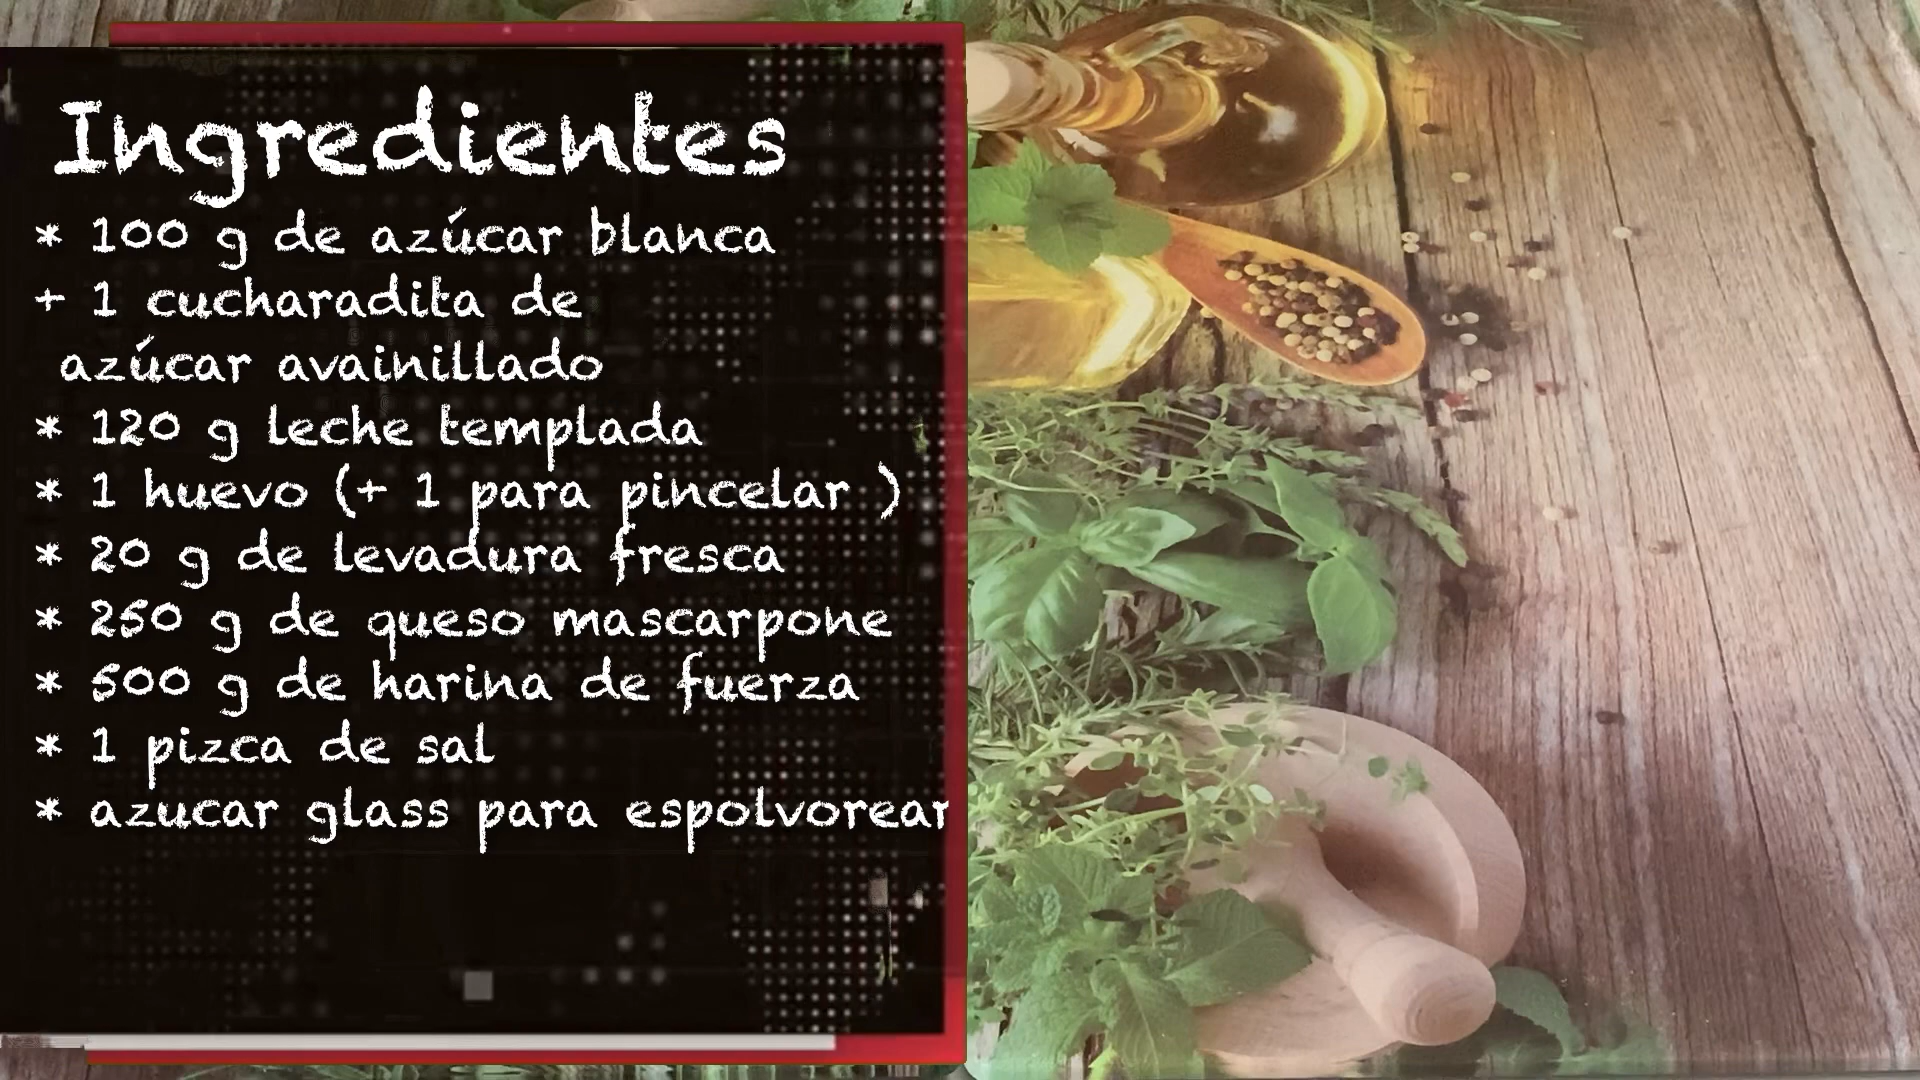 Ingredientes
* 100 g de azúcar blanca
+ 1 cucharadita de
azúcar avainillado
* 120 g leche templada
* 1 huevo (+ 1 para pincelar )
* 20 g de levadura fresca
* 250 g de queso mascarpone
* 500 g de harina de fuerza
* 1 pizca de sal
* azucar glass para espolvorear